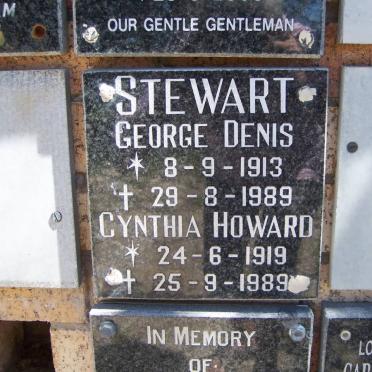 OUR GENTLE GENTLEMAN
STEWART
GEORGE DENIS
* 8-9-1913
† 29-8-1989
CYNTHIA HOWARD
* 24-6-1919
† 25-9-1989
IN MEMORY
OF